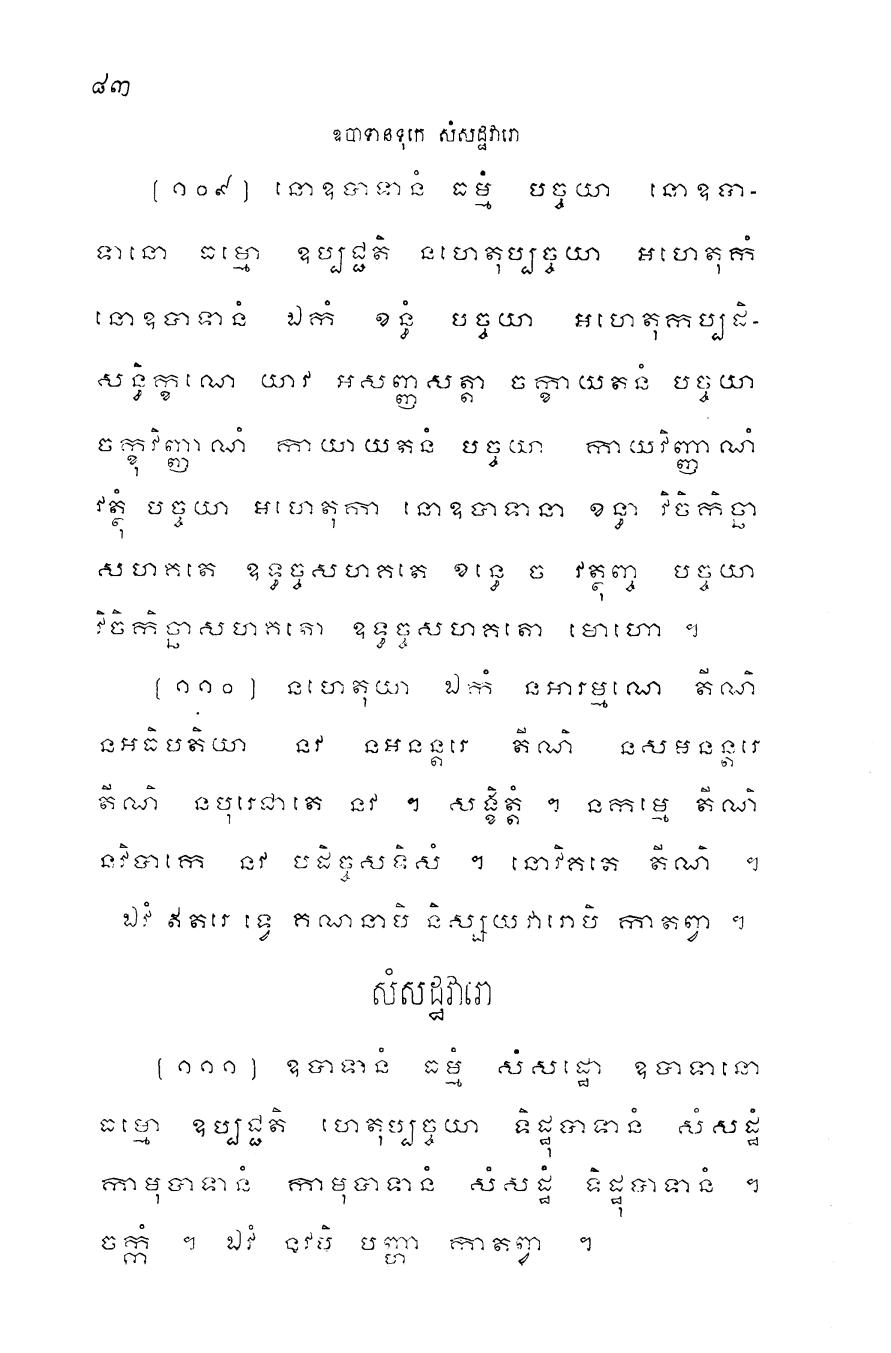 ៨៣
ឧបាទានទុកេ សំសដ្ឋវារោ
[១០៩] នោឧបាទានំ ធម្មំ បច្ចយា នោឧបា-
ទានោ ធម្មោ ឧប្បជ្ជតិ នហេតុប្បច្ចយា អហេតុកំ
នោឧបាទានំ ឯកំ ខន្ធំ បច្ចយា អហេតុកប្បដិ-
សន្ធិក្ខណេ យាវ អសញ្ញសត្តា ចក្ខាយតនំ បច្ចយា
ចក្ខុវិញ្ញាណំ កាយាយតនំ បច្ចយា កាយវិញ្ញាណំ
វត្ថុំ បច្ចយា អហេតុកា នោឧបាទានា ខន្ធា វិចិកិច្ឆា
សហគតេ ឧទ្ធច្ចសហគតេ ខន្ធេ ច វត្ថុញ្ច បច្ចយា
វិចិកិច្ឆាសហគតោ ឧទ្ធច្ចសហគតោ មោហោ ។
[១១០] នហេតុយា ឯកំ នអារម្មណេ តីណិ
នអធិបតិយា នវ នអនន្តរេ តីណិ នសមនន្តរេ
តីណិ នបុរេជាតេ នវ ។ សង្ខិត្តំ ។ នកម្មេ តីណិ
នវិបាកេ នវ បដិច្ចសទិសំ ។ នោវិគតេ តីណិ ។
ឯវំ ឥតរេ ទ្វេ គណនាបិ និស្សយវារោបិ កាតព្វា ។
សំសដ្ឋវារោ
[១១១] ឧបាទានំ ធម្មំ សំសដ្ឋោ ឧបាទានោ
ធម្មោ ឧប្បជ្ជតិ ហេតុប្បច្ចយា ទិដ្ឋុបាទានំ សំសដ្ឋំ
កាមុបាទានំ កាមុបាទានំ សំសដ្ឋំ ទិដ្ឋុបាទានំ ។
ចក្កំ ។ ឯវំ នវបិ បញ្ហា កាតព្វា ។